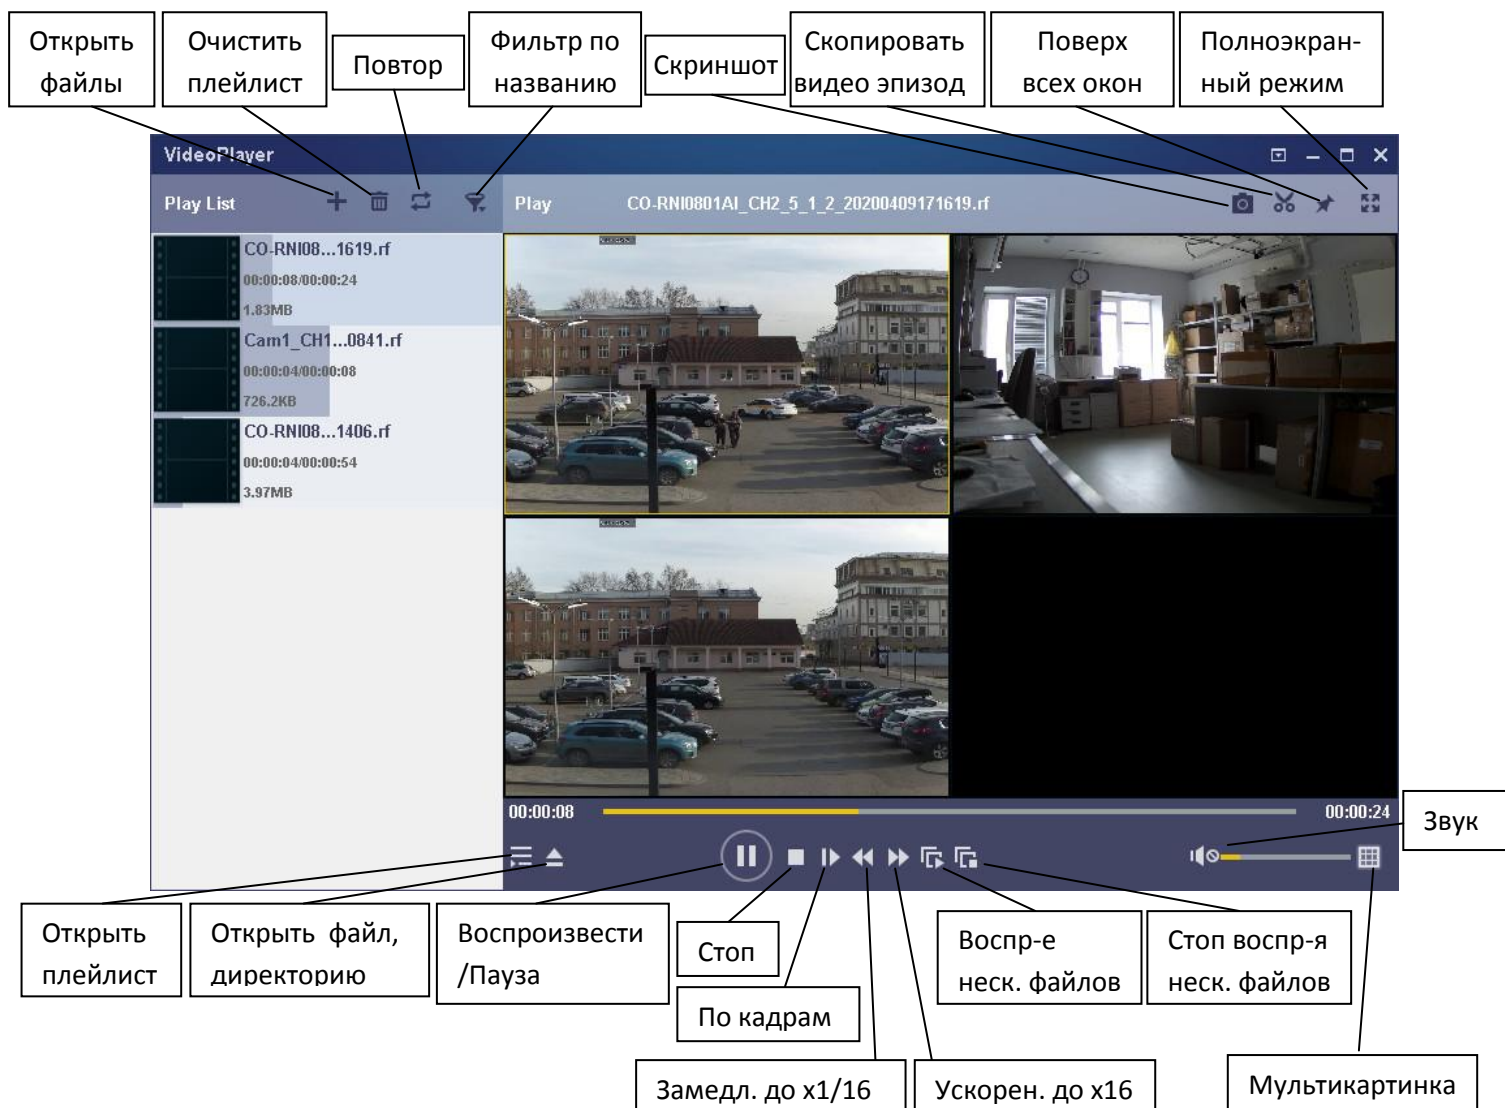 Открыть
файлы
Очистить
плейлист
Повтор
Фильтр по
названию
Скриншот
Скопировать
видео эпизод
Поверх
всех окон
Полноэкран-
ный режим
VideoPlayer
Play List
Play
CO-RNI0801AI_CH2_5_1_2_20200409171619.rf
CO-RNI08...1619.rf
00:00:08/00:00:24
1.83MB
Cam1_CH1...0841.rf
00:00:04/00:00:08
726.2KB
CO-RNI08...1406.rf
00:00:04/00:00:54
3.97MB
00:00:08
00:00:24
Звук
Открыть
плейлист
Открыть файл,
директорию
Воспроизвести
/Пауза
Стоп
По кадрам
Воспр-е
неск. файлов
Стоп воспр-я
неск. файлов
Замедл. до x1/16
Ускорен. до x16
Мультикартинка